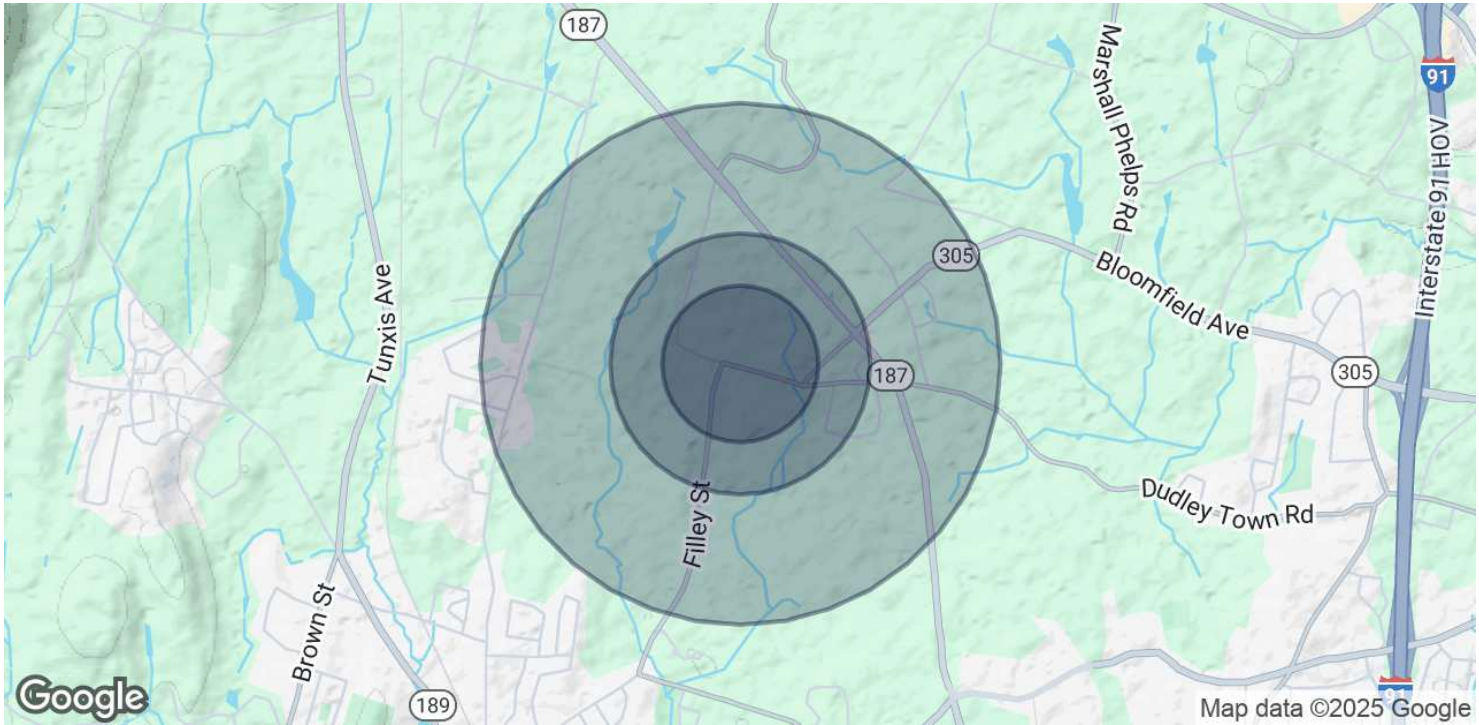 187
Marshall Phelps Rd
91
Interstate 91 HOV
305
Bloomfield Ave
Tunxis Ave
305
187
Filley St
Dudley Town Rd
Brown St
189
91
Google
Map data ©2025 Google